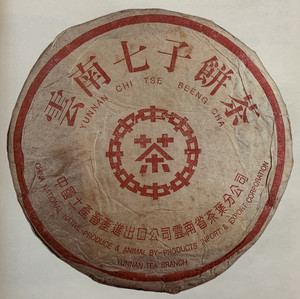 雲南七子餅茶
YUNNAN CHI TSE BEENG CHA
茶
中國土產畜產進出口公司雲南省茶葉分公司
CHINA NATIONAL NATIVE PRODUCE & ANIMAL BY-PRODUCTS IMPORT & EXPORT CORPORATION
YUNNAN TEA BRANCH